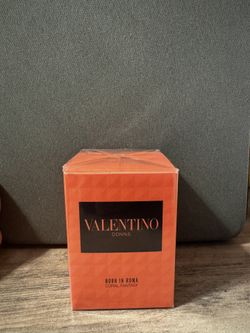 VALENTINO
DONNA
BORN IN ROMA
CORAL FANTASY